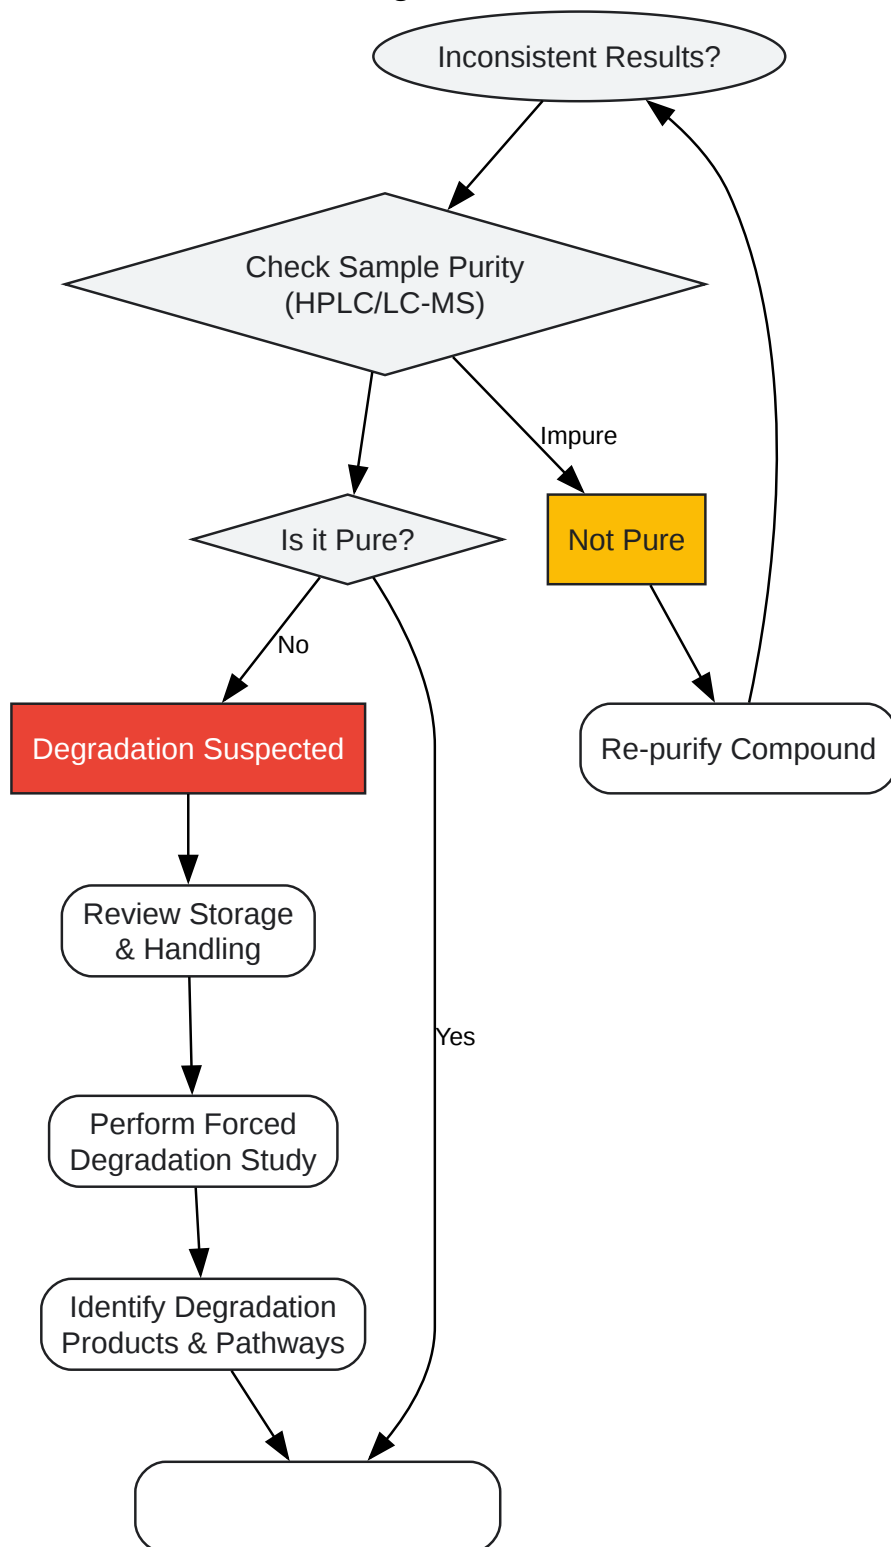 Inconsistent Results?
Check Sample Purity
(HPLC/LC-MS)
Impure
Is it Pure?
Not Pure
No
Degradation Suspected
Re-purify Compound
Review Storage
& Handling
Yes
Perform Forced
Degradation Study
Identify Degradation
Products & Pathways